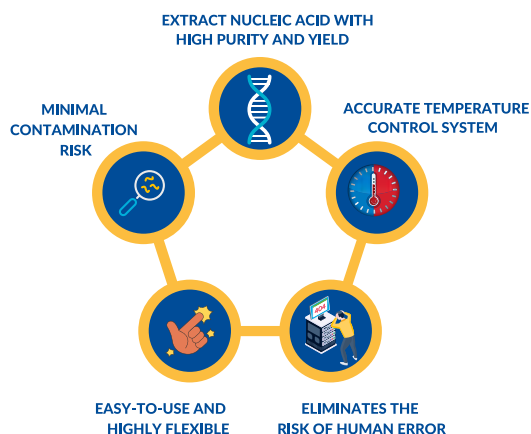 EXTRACT NUCLEIC ACID WITH
HIGH PURITY AND YIELD
MINIMAL
CONTAMINATION
RISK
ACCURATE TEMPERATURE
CONTROL SYSTEM
404
EASY-TO-USE AND
HIGHLY FLEXIBLE
ELIMINATES THE
RISK OF HUMAN ERROR